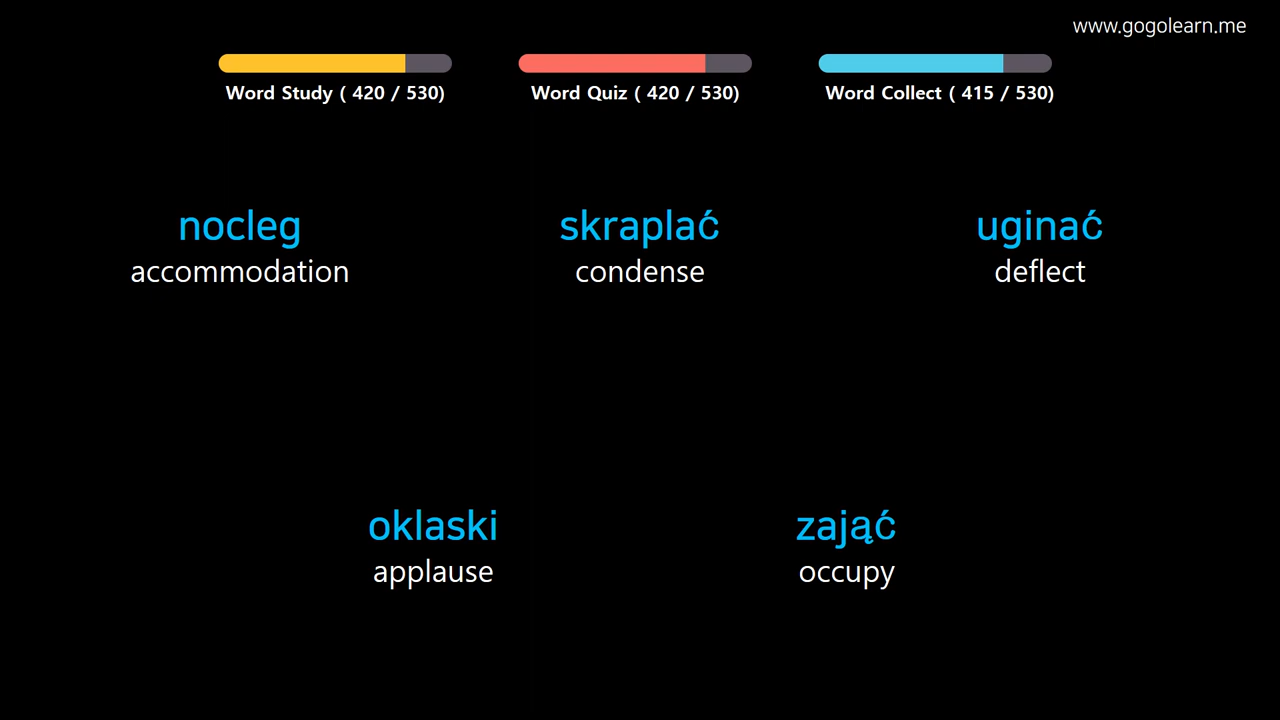 www.gogolearn.me
Word Study ( 420 / 530)
Word Quiz ( 420 / 530)
Word Collect ( 415 / 530)
nocleg
accommodation
skraplać
condense
uginać
deflect
oklaski
applause
zająć
occupy